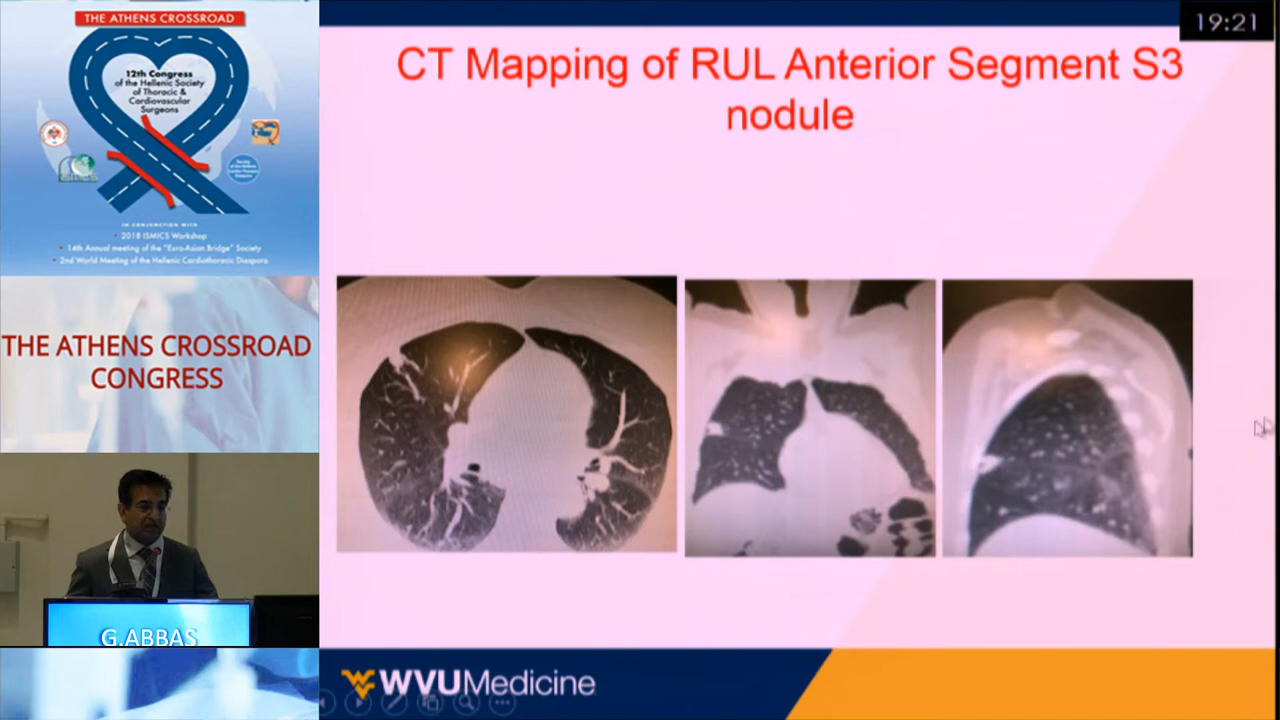 THE ATHENS CROSSROAD
12th Congress
of the Hellenic Society
of Thoracic &
Cardiovascular
Surgeons
IN CONJUNCTION WITH
• 2018 ISMICS Workshop
• 14th Annual meeting of the "Euro-Asian Bridge" Society
• 2nd World Meeting of the Hellenic Cardiothoracic Diaspora
THE ATHENS CROSSROAD
CONGRESS
G.ABBAS
19:21
CT Mapping of RUL Anterior Segment S3
nodule
WVUMedicine